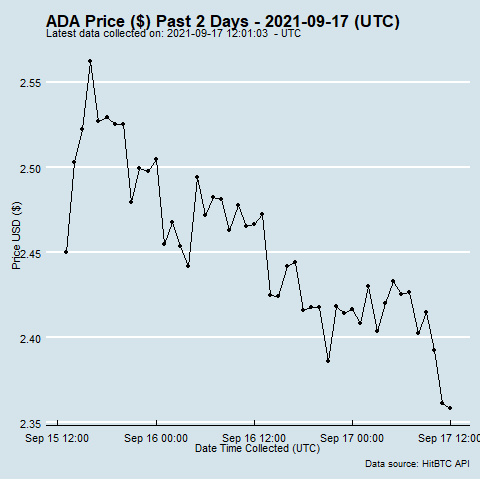 ADA Price ($) Past 2 Days - 2021-09-17 (UTC)
Latest data collected on: 2021-09-17 12:01:03 - UTC
Price USD ($)
2.55
2.50
2.45
2.40
2.35
Sep 15 12:00
Sep 16 00:00
Sep 16 12:00
Sep 17 00:00
Sep 17 12:00
Date Time Collected (UTC)
Data source: HitBTC API